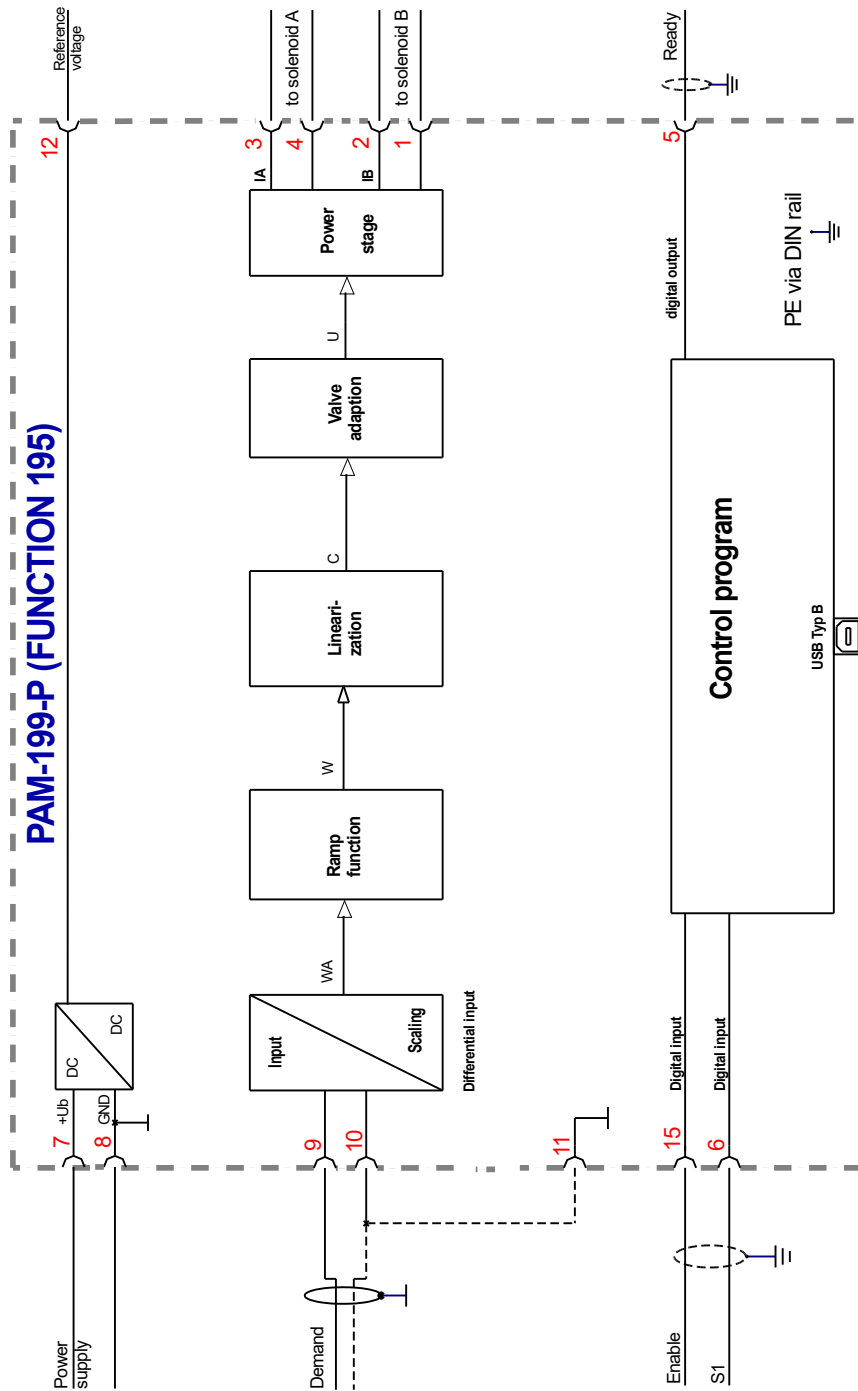 PAM-199-P (FUNCTION 195)
Power
supply
7
+Ub
8
GND
DC
DC
12
Reference
voltage
Demand
9
10
Input
Scaling
Differential input
WA
Ramp
function
W
Lineari-
zation
C
Valve
adaption
U
Power
stage
IA
3
4
to solenoid A
IB
2
1
to solenoid B
11
Enable
15
Digital input
S1
6
Digital input
Control program
USB Typ B
digital output
5
Ready
PE via DIN rail